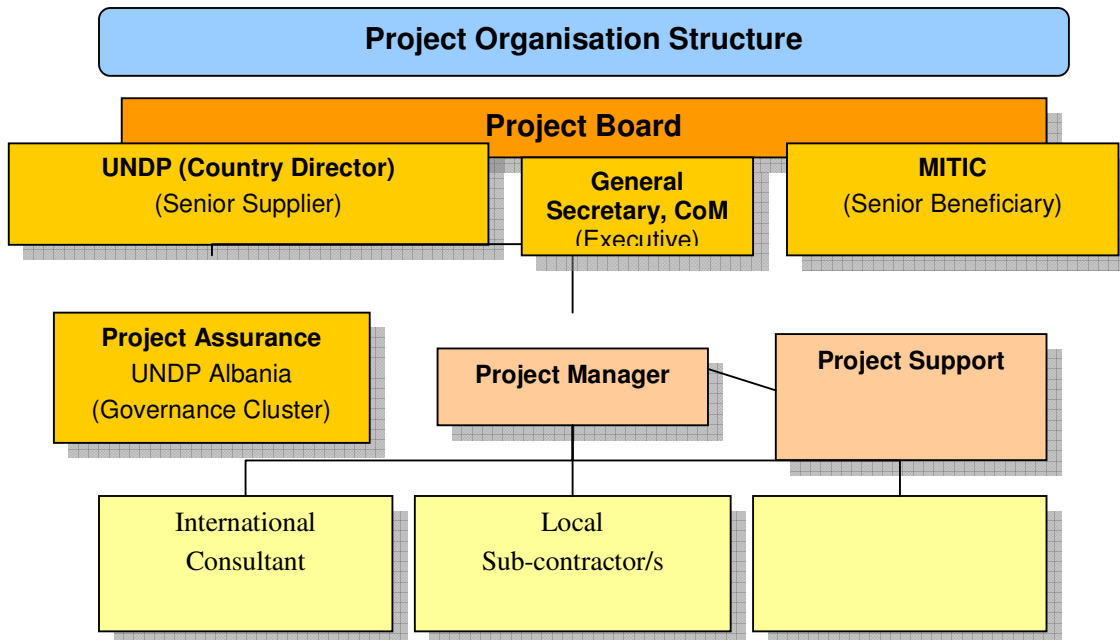 Project Organisation Structure
Project Board
UNDP (Country Director)
(Senior Supplier)
General
Secretary, CoM
(Executive)
MITIC
(Senior Beneficiary)
Project Assurance
UNDP Albania
(Governance Cluster)
Project Manager
Project Support
International
Consultant
Local
Sub-contractor/s